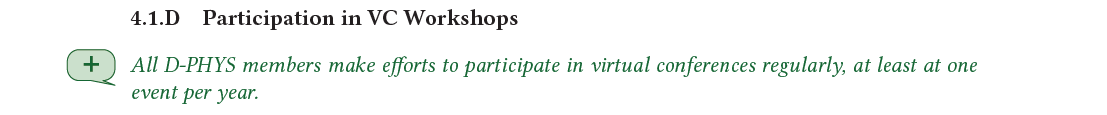 4.1.D Participation in VC Workshops
+ All D-PHYS members make efforts to participate in virtual conferences regularly, at least at one
event per year.